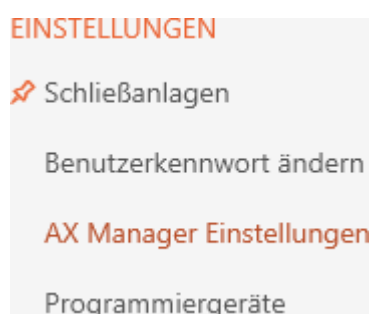 EINSTELLUNGEN
Schließanlagen
Benutzerkennwort ändern
AX Manager Einstellungen
Programmiergeräte